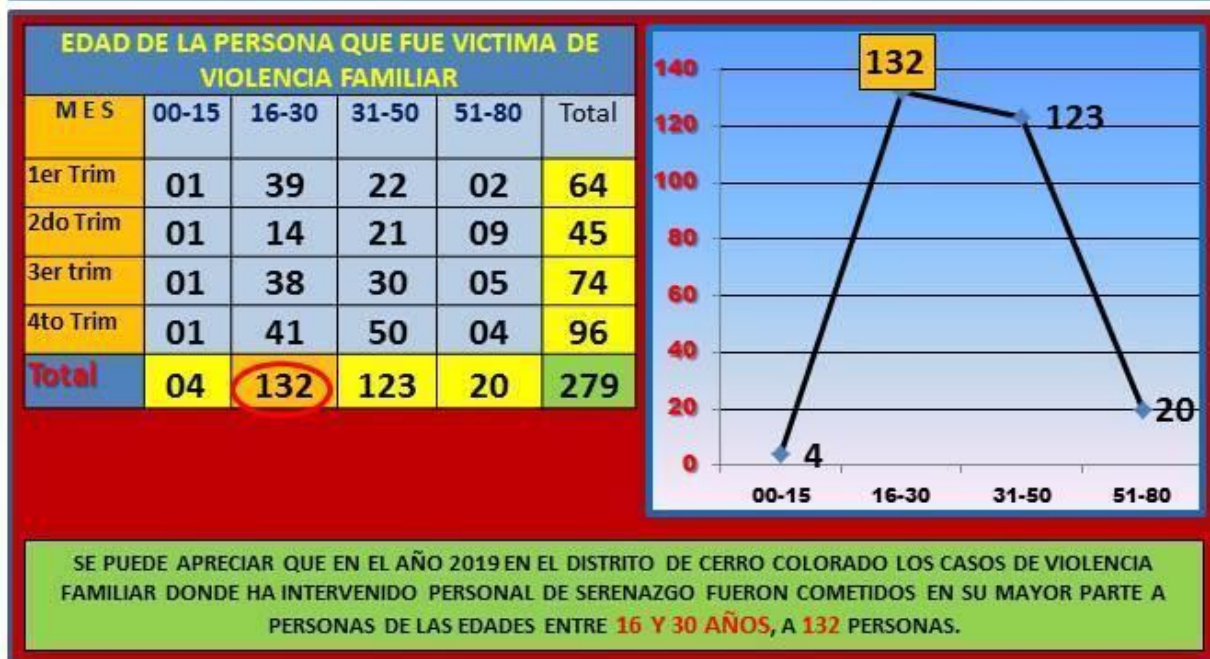 EDAD DE LA PERSONA QUE FUE VICTIMA DE
VIOLENCIA FAMILIAR
M E S 00-15 16-30 31-50 51-80 Total
1er Trim 01 39 22 02 64
2do Trim 01 14 21 09 45
3er trim 01 38 30 05 74
4to Trim 01 41 50 04 96
Total 04 132 123 20 279
140
120
100
80
60
40
20
0
132
123
4
20
00-15 16-30 31-50 51-80
SE PUEDE APRECIAR QUE EN EL AÑO 2019 EN EL DISTRITO DE CERRO COLORADO LOS CASOS DE VIOLENCIA
FAMILIAR DONDE HA INTERVENIDO PERSONAL DE SERENAZGO FUERON COMETIDOS EN SU MAYOR PARTE A
PERSONAS DE LAS EDADES ENTRE 16 Y 30 AÑOS, A 132 PERSONAS.